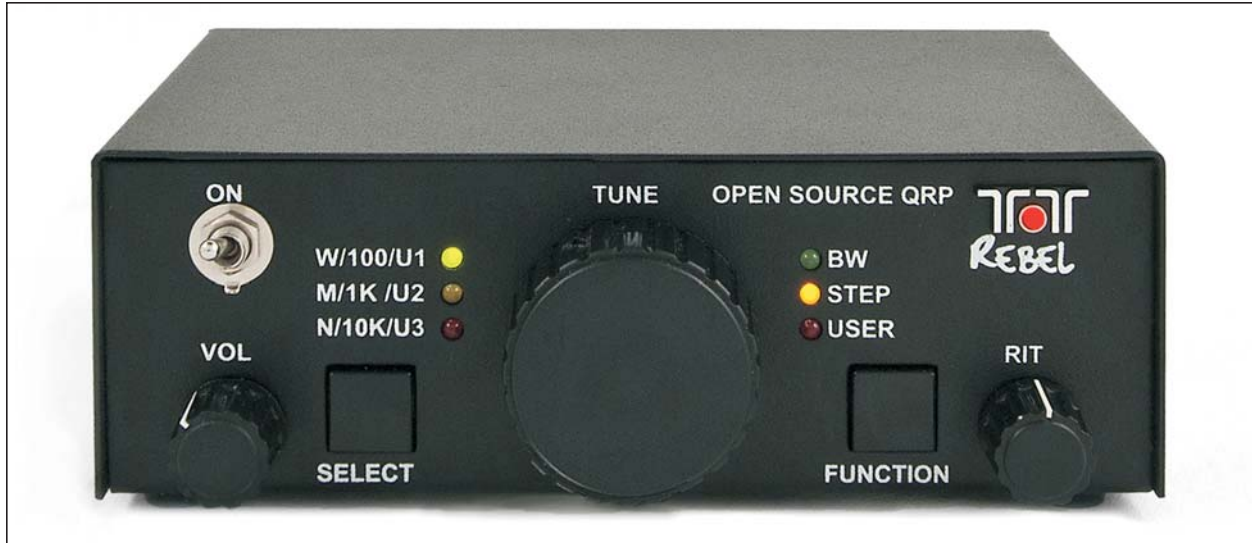 ON
TUNE
OPEN SOURCE QRP
TT
REBEL
W/100/U1
M/1K /U2
N/10K/U3
BW
STEP
USER
VOL
RIT
SELECT
FUNCTION